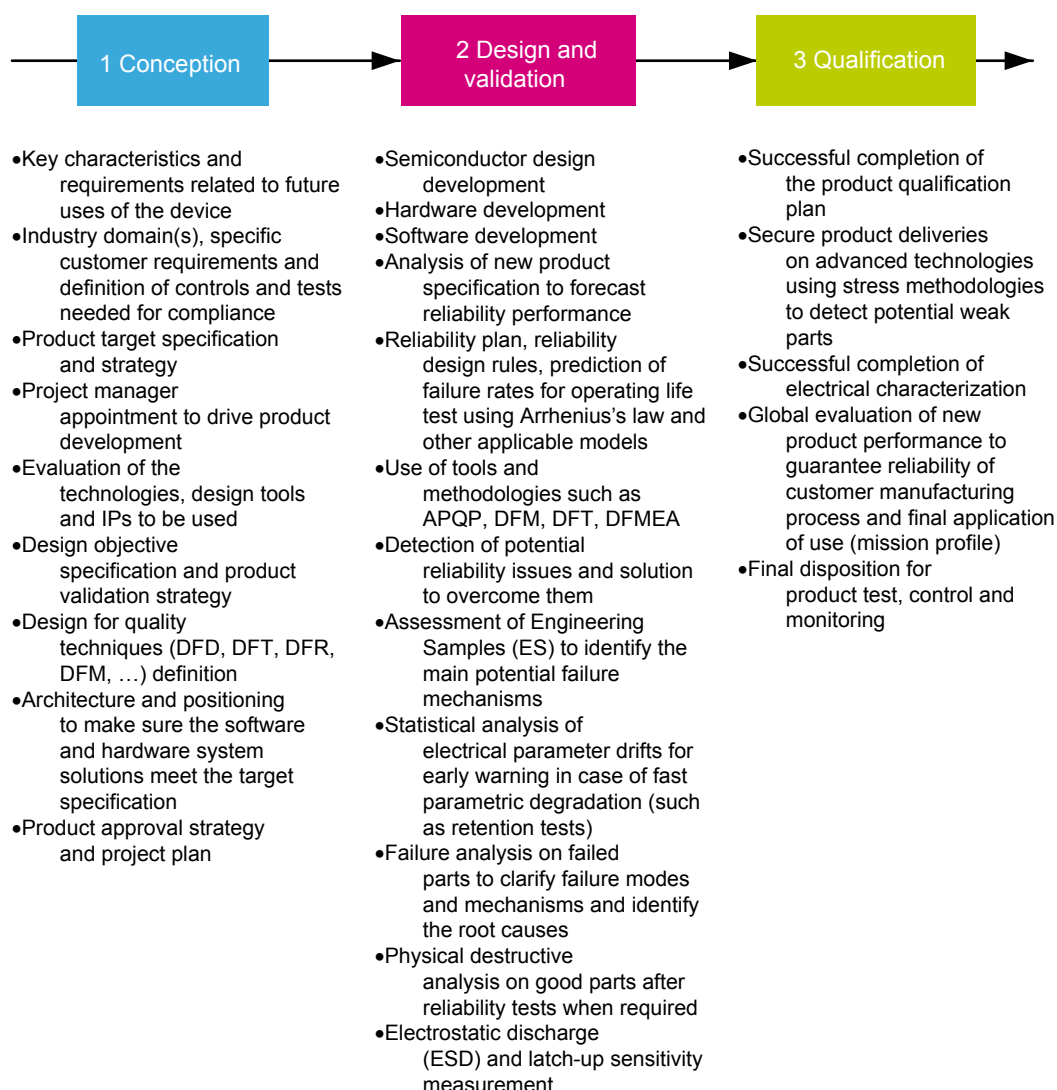 1 Conception
2 Design and
validation
3 Qualification
•Key characteristics and
requirements related to future
uses of the device
•Industry domain(s), specific
customer requirements and
definition of controls and tests
needed for compliance
•Product target specification
and strategy
•Project manager
appointment to drive product
development
•Evaluation of the
technologies, design tools
and IPs to be used
•Design objective
specification and product
validation strategy
•Design for quality
techniques (DFD, DFT, DFR,
DFM, …) definition
•Architecture and positioning
to make sure the software
and hardware system
solutions meet the target
specification
•Product approval strategy
and project plan
•Semiconductor design
development
•Hardware development
•Software development
•Analysis of new product
specification to forecast
reliability performance
•Reliability plan, reliability
design rules, prediction of
failure rates for operating life
test using Arrhenius’s law and
other applicable models
•Use of tools and
methodologies such as
APQP, DFM, DFT, DFMEA
•Detection of potential
reliability issues and solution
to overcome them
•Assessment of Engineering
Samples (ES) to identify the
main potential failure
mechanisms
•Statistical analysis of
electrical parameter drifts for
early warning in case of fast
parametric degradation (such
as retention tests)
•Failure analysis on failed
parts to clarify failure modes
and mechanisms and identify
the root causes
•Physical destructive
analysis on good parts after
reliability tests when required
•Electrostatic discharge
(ESD) and latch-up sensitivity
measurement
•Successful completion of
the product qualification
plan
•Secure product deliveries
on advanced technologies
using stress methodologies
to detect potential weak
parts
•Successful completion of
electrical characterization
•Global evaluation of new
product performance to
guarantee reliability of
customer manufacturing
process and final application
of use (mission profile)
•Final disposition for
product test, control and
monitoring